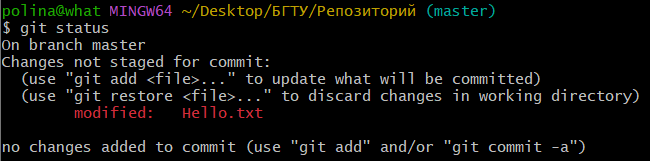 polina@what MINGW64 ~/Desktop/БГТУ/Репозиторий (master)
$ git status
On branch master
Changes not staged for commit:
  (use "git add <file>..." to update what will be committed)
  (use "git restore <file>..." to discard changes in working directory)
        modified:   Hello.txt

no changes added to commit (use "git add" and/or "git commit -a")